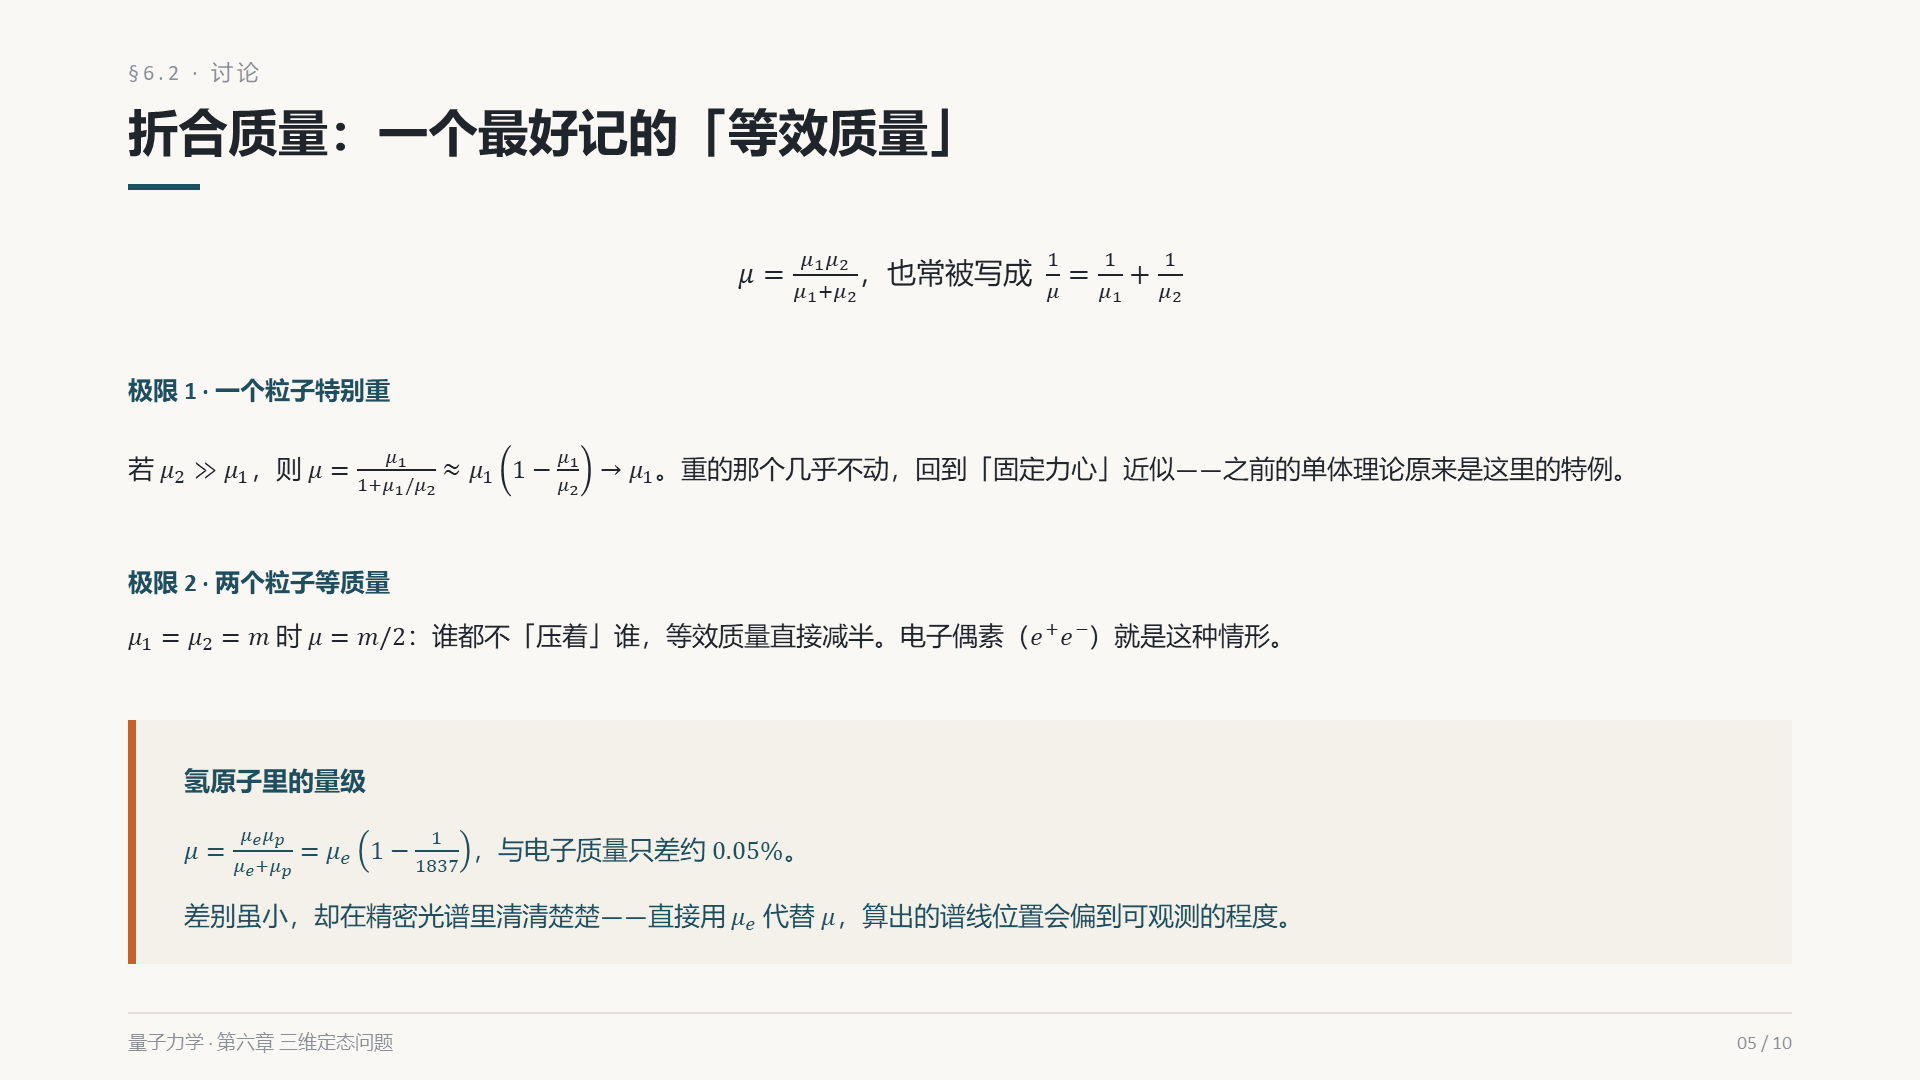 §6.2 · 讨论
折合质量：一个最好记的「等效质量」
μ = μ₁μ₂/(μ₁+μ₂)，也常被写成 1/μ = 1/μ₁ + 1/μ₂
极限 1 · 一个粒子特别重
若 μ₂ ≫ μ₁，则 μ = μ₁/(1+μ₁/μ₂) ≈ μ₁ (1 − μ₁/μ₂) → μ₁。重的那个几乎不动，回到「固定力心」近似——之前的单体理论原来是这里的特例。
极限 2 · 两个粒子等质量
μ₁ = μ₂ = m 时 μ = m/2：谁都不「压着」谁，等效质量直接减半。电子偶素（e⁺e⁻）就是这种情形。
氢原子里的量级
μ = μₑμₚ/(μₑ+μₚ) = μₑ (1 − 1/1837)，与电子质量只差约 0.05%。
差别虽小，却在精密光谱里清清楚楚——直接用 μₑ 代替 μ，算出的谱线位置会偏到可观测的程度。
量子力学 · 第六章 三维定态问题
05 / 10